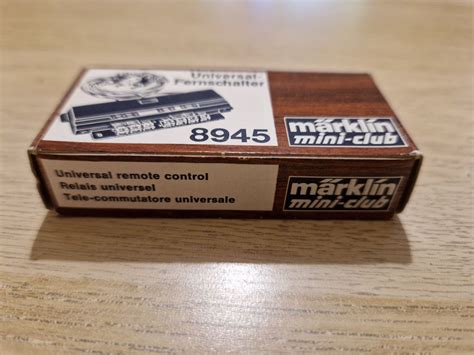 Universal-
Fernschalter
8945
märklin
mini-club
Universal remote control
Relais universel
Tele-commutatore universale
märklin
mini-club